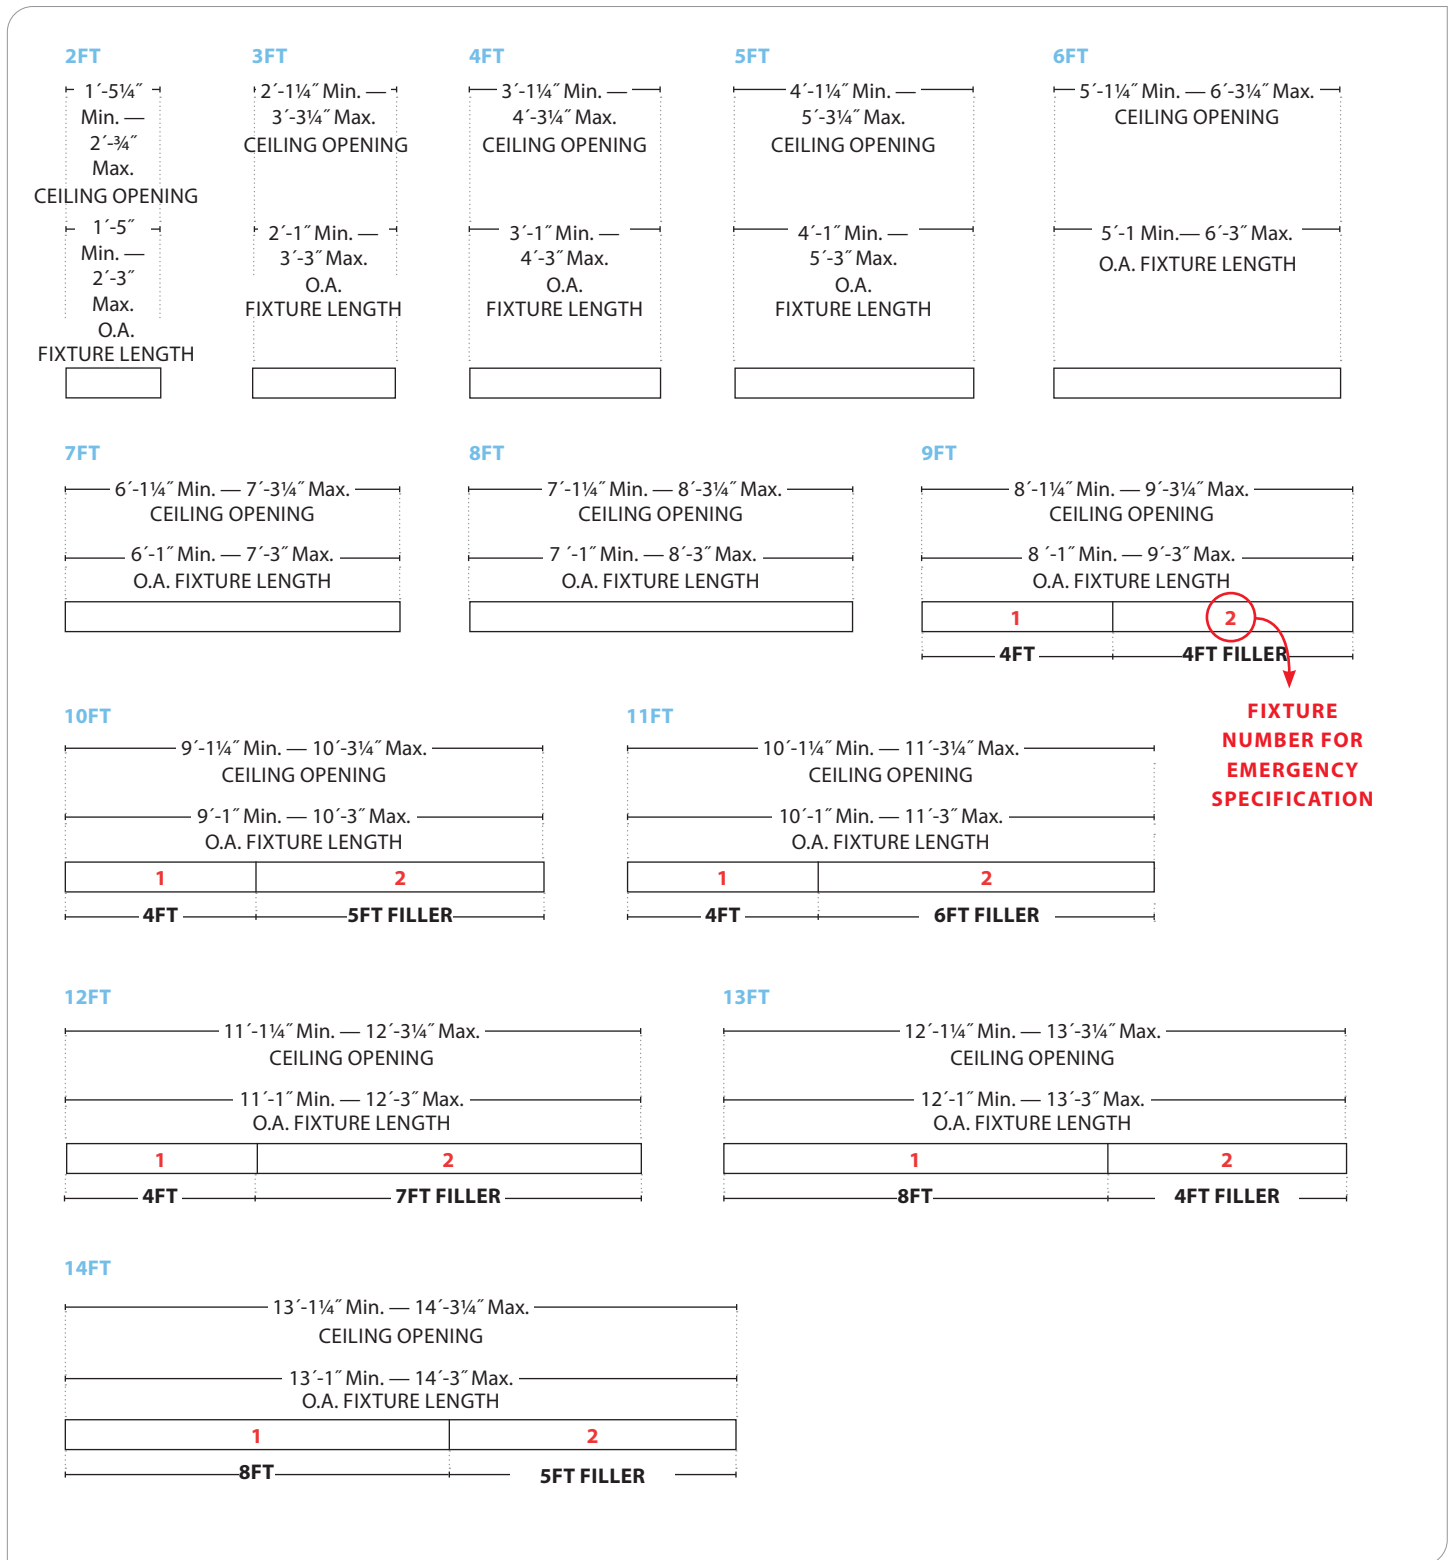 2FT
1´-5¼˝
Min. —
2´-¾˝
Max.
CEILING OPENING
1´-5˝
Min. —
2´-3˝
Max.
O.A.
FIXTURE LENGTH
3FT
2´-1¼˝ Min. —
3´-3¼˝ Max.
CEILING OPENING
2´-1˝ Min. —
3´-3˝ Max.
O.A.
FIXTURE LENGTH
4FT
3´-1¼˝ Min. —
4´-3¼˝ Max.
CEILING OPENING
3´-1˝ Min. —
4´-3˝ Max.
O.A.
FIXTURE LENGTH
5FT
4´-1¼˝ Min. —
5´-3¼˝ Max.
CEILING OPENING
4´-1˝ Min. —
5´-3˝ Max.
O.A.
FIXTURE LENGTH
6FT
5´-1¼˝ Min. — 6´-3¼˝ Max.
CEILING OPENING
5´-1 Min.— 6´-3˝ Max.
O.A. FIXTURE LENGTH
7FT
6´-1¼˝ Min. — 7´-3¼˝ Max.
CEILING OPENING
6´-1˝ Min. — 7´-3˝ Max.
O.A. FIXTURE LENGTH
8FT
7´-1¼˝ Min. — 8´-3¼˝ Max.
CEILING OPENING
7 ´-1˝ Min. — 8´-3˝ Max.
O.A. FIXTURE LENGTH
9FT
8´-1¼˝ Min. — 9´-3¼˝ Max.
CEILING OPENING
8 ´-1˝ Min. — 9´-3˝ Max.
O.A. FIXTURE LENGTH
1 2
4FT 4FT FILLER
FIXTURE
NUMBER FOR
EMERGENCY
SPECIFICATION
10FT
9´-1¼˝ Min. — 10´-3¼˝ Max.
CEILING OPENING
9´-1˝ Min. — 10´-3˝ Max.
O.A. FIXTURE LENGTH
1 2
4FT 5FT FILLER
11FT
10´-1¼˝ Min. — 11´-3¼˝ Max.
CEILING OPENING
10´-1˝ Min. — 11´-3˝ Max.
O.A. FIXTURE LENGTH
1 2
4FT 6FT FILLER
12FT
11´-1¼˝ Min. — 12´-3¼˝ Max.
CEILING OPENING
11´-1˝ Min. — 12´-3˝ Max.
O.A. FIXTURE LENGTH
1 2
4FT 7FT FILLER
13FT
12´-1¼˝ Min. — 13´-3¼˝ Max.
CEILING OPENING
12´-1˝ Min. — 13´-3˝ Max.
O.A. FIXTURE LENGTH
1 2
8FT 4FT FILLER
14FT
13´-1¼˝ Min. — 14´-3¼˝ Max.
CEILING OPENING
13´-1˝ Min. — 14´-3˝ Max.
O.A. FIXTURE LENGTH
1 2
8FT 5FT FILLER